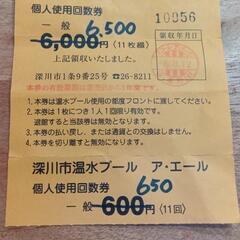 個人使用回数券
10056
一般 6,500
6,000円（11枚綴）
領収年月日
上記領収いたしました。
深川市1条9番25号 ☎26-8211
1．本券は温水プール使用の都度フロントに渡してください。
2．本券は1枚につき1人1回限り有効です。
退館すると当該券は無効となります。
3．本券の払い戻し、または通貨との交換はしません。
4．本券を切り離すと無効になります。
深川市温水プール ア・エール
個人使用回数券 650
一般 600円（11回）